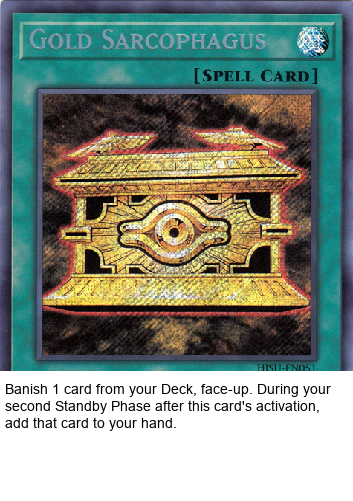 Gold Sarcophagus
[Spell Card]
HISU-EN051
Banish 1 card from your Deck, face-up. During your
second Standby Phase after this card's activation,
add that card to your hand.